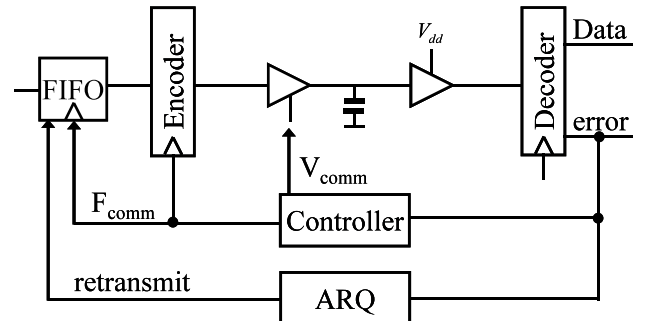 V_dd
Data
FIFO
Encoder
Decoder
error
V_comm
F_comm
Controller
retransmit
ARQ